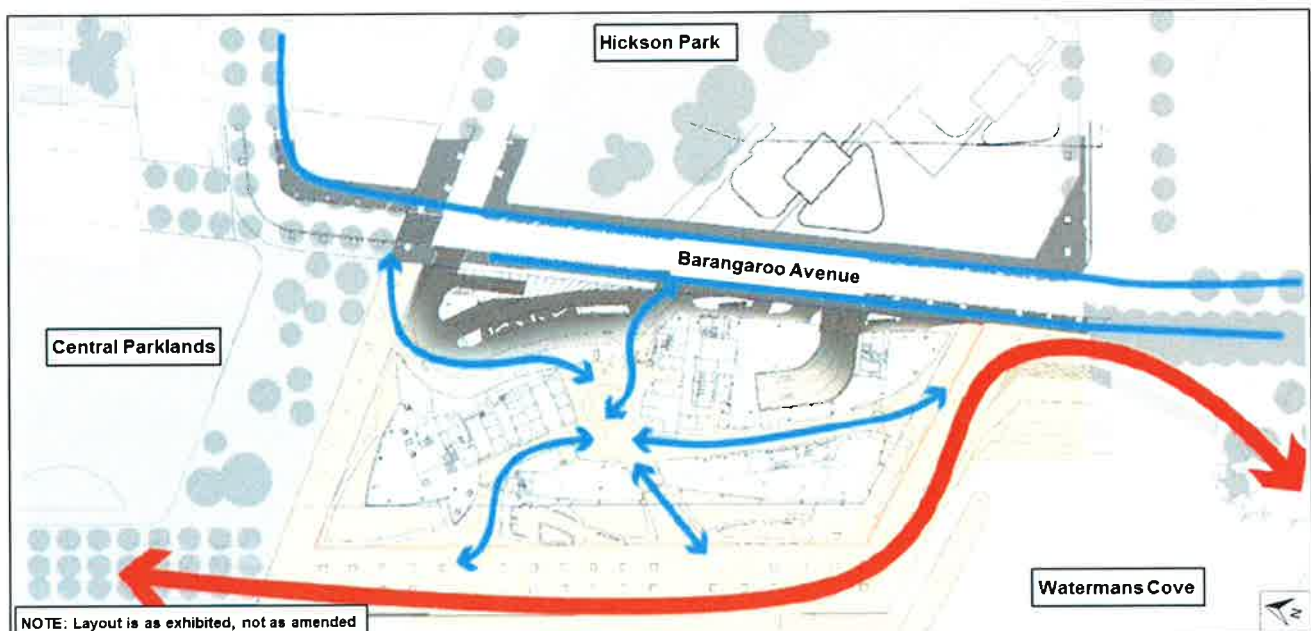 Hickson Park
Barangaroo Avenue
Central Parklands
Watermans Cove
NOTE: Layout is as exhibited, not as amended
N